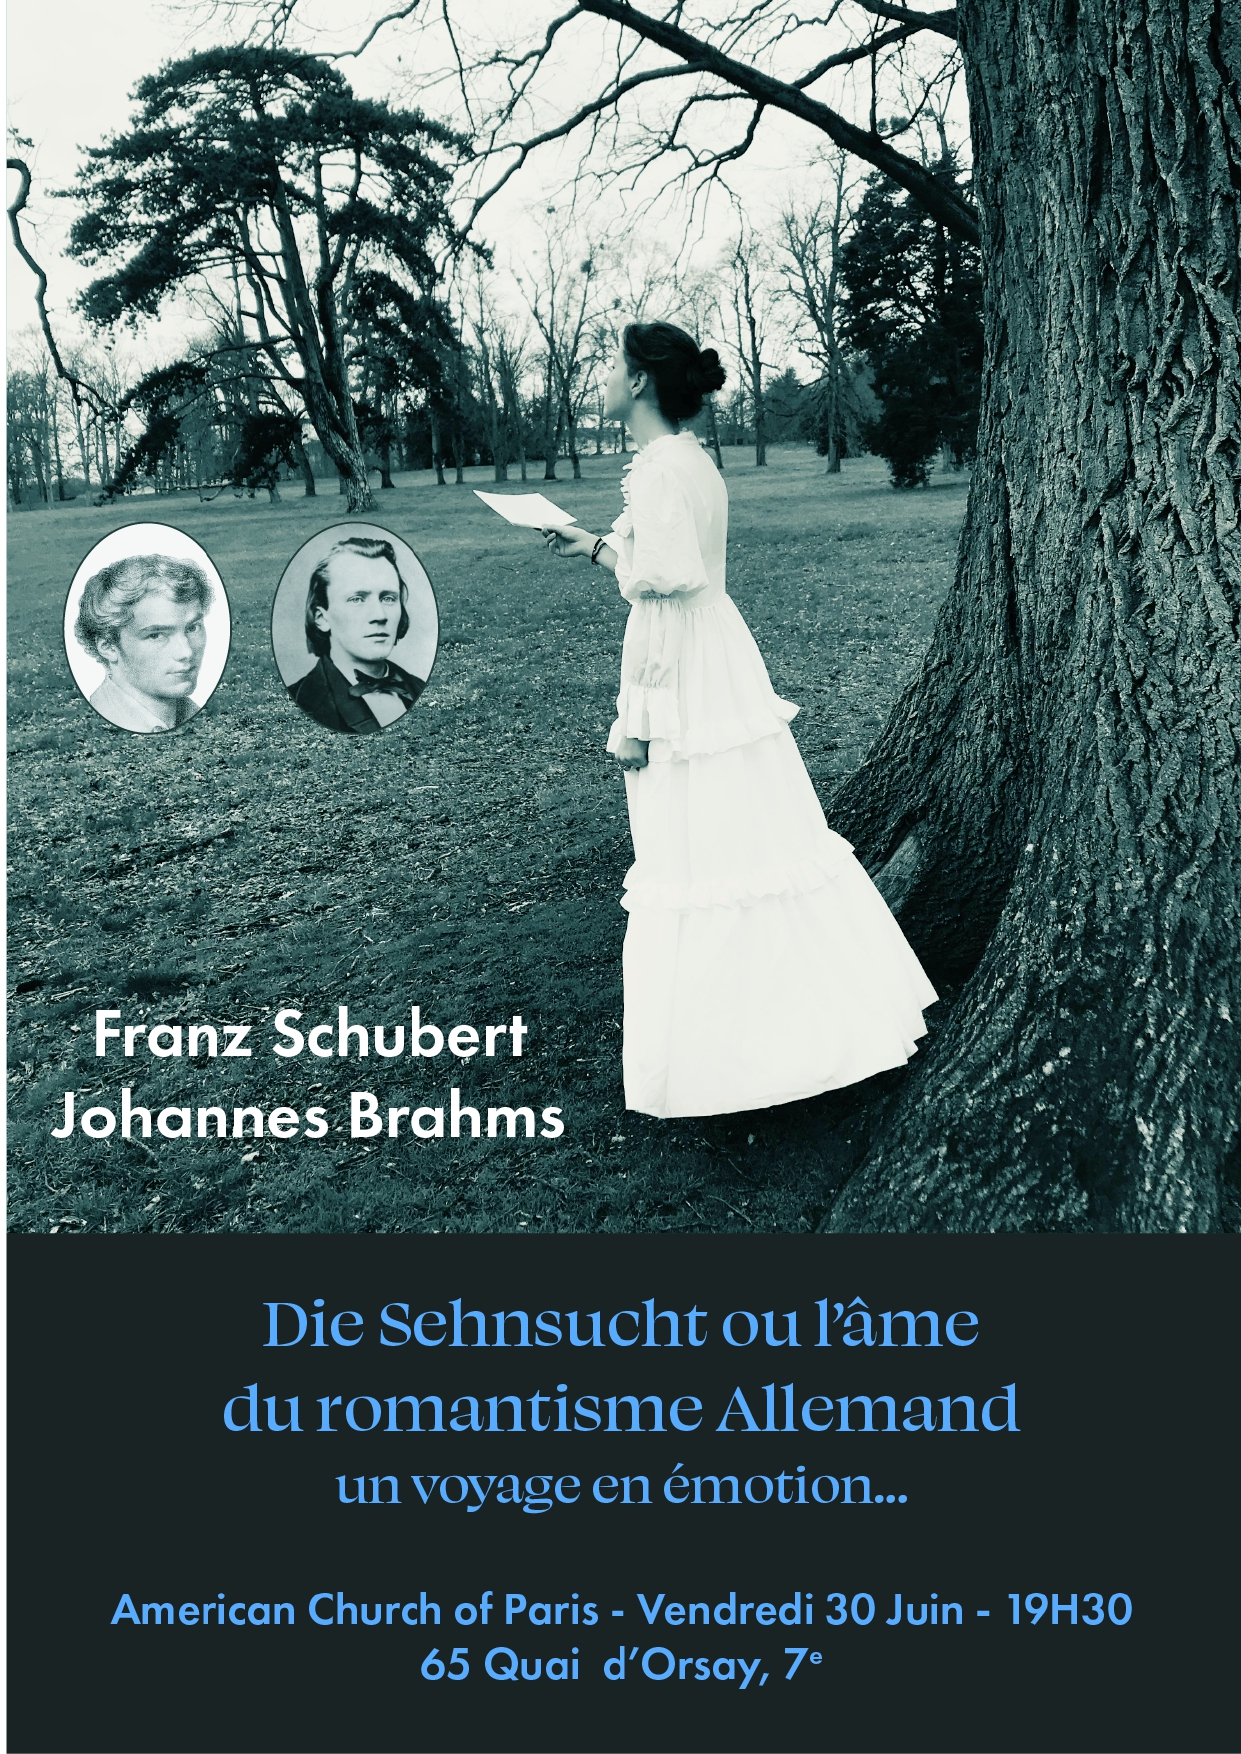 Franz Schubert
Johannes Brahms
Die Sehnsucht ou l'âme
du romantisme Allemand
un voyage en émotion...
American Church of Paris - Vendredi 30 Juin - 19H30
65 Quai d'Orsay, 7e